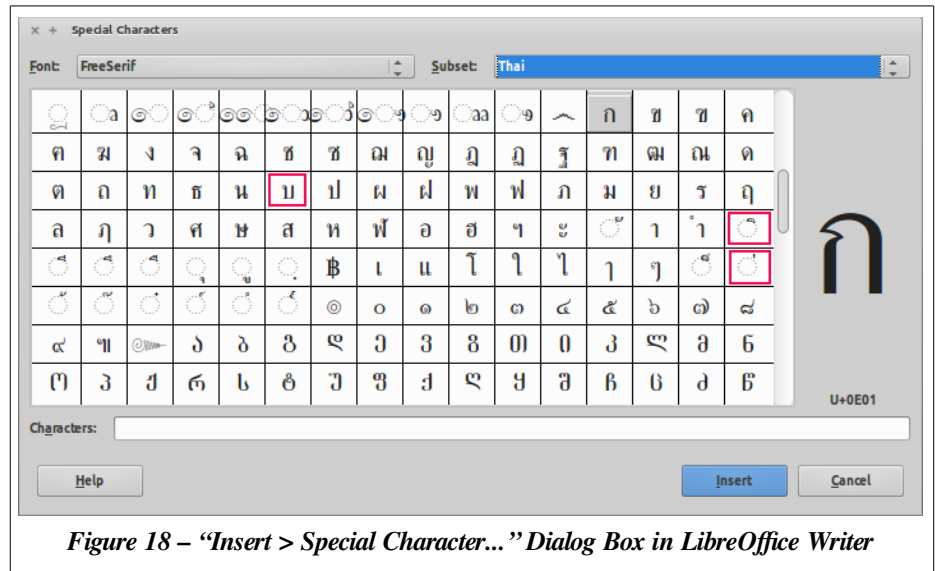 Special Characters
Font: FreeSerif Subset: Thai
◌ූ ◌ෘ ◌ෙ ◌ේ ◌ෛ ◌ො ◌ෝ ◌ෞ ◌ෟ ◌ෲ ◌ෳ ෴ ก ข ฃ ค
ฅ ฆ ง จ ฉ ช ซ ฌ ญ ฎ ฏ ฐ ฑ ฒ ณ ด
ต ถ ท ธ น บ ป ผ ฝ พ ฟ ภ ม ย ร ฤ
ล ฦ ว ศ ษ ส ห ฬ อ ฮ ฯ ะ ◌ั า ำ ◌ิ
◌ี ◌ึ ◌ื ◌ุ ◌ู ◌ฺ ฿ เ แ โ ใ ไ ๅ ๆ ◌็ ◌่
◌้ ◌๊ ◌๋ ◌์ ◌ํ ◌๎ ๏ ๐ ๑ ๒ ๓ ๔ ๕ ๖ ๗ ๘
๙ ๚ ๛ ა ბ გ დ ე ვ ზ თ ი კ ლ მ ნ
ო პ ჟ რ ს ტ უ ფ ქ ღ ყ შ ჩ ც ძ წ
ก
U+0E01
Characters:
Help Insert Cancel
Figure 18 – “Insert > Special Character...” Dialog Box in LibreOffice Writer